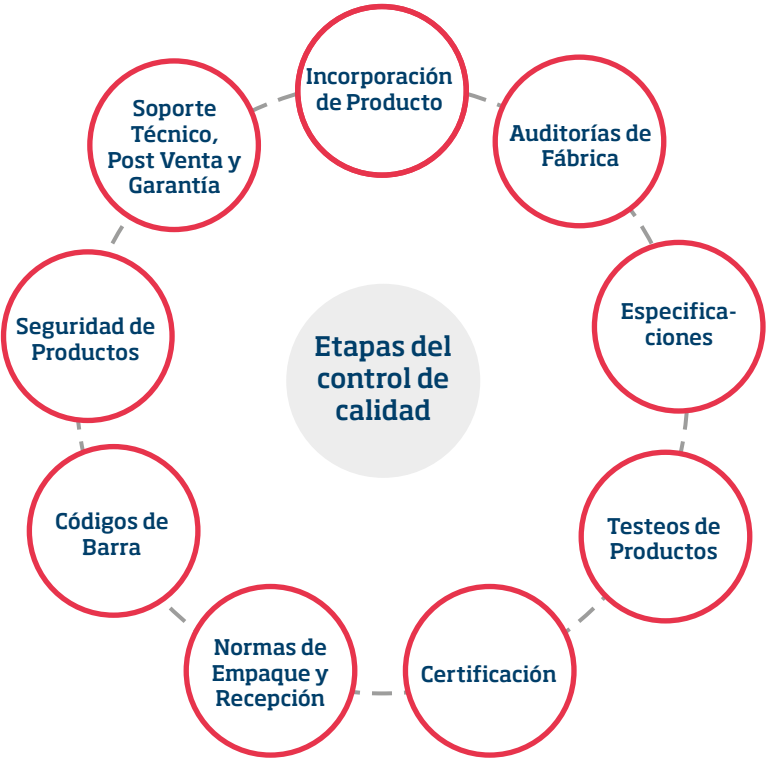 Incorporación
de Producto
Auditorías de
Fábrica
Especifica-
ciones
Testeos de
Productos
Certificación
Normas de
Empaque y
Recepción
Códigos de
Barra
Seguridad de
Productos
Soporte
Técnico,
Post Venta y
Garantía
Etapas del
control de
calidad